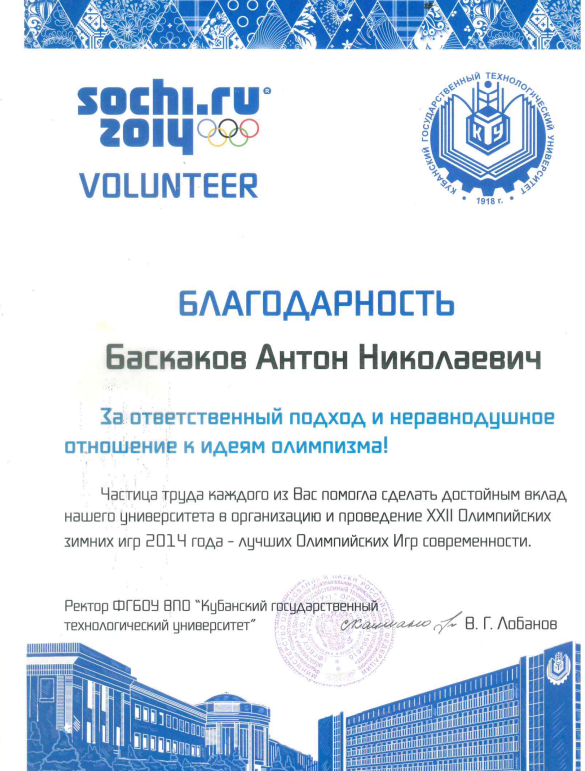 sochi.ru®
2014
VOLUNTEER
КУБАНСКИЙ ГОСУДАРСТВЕННЫЙ ТЕХНОЛОГИЧЕСКИЙ УНИВЕРСИТЕТ
КГТУ
1918 г.
БЛАГОДАРНОСТЬ
Баскаков Антон Николаевич
За ответственный подход и неравнодушное
отношение к идеям олимпизма!
Частица труда каждого из Вас помогла сделать достойным вклад
нашего университета в организацию и проведение XXII Олимпийских
зимних игр 2014 года - лучших Олимпийских Игр современности.
Ректор ФГБОУ ВПО “Кубанский государственный
технологический университет”
В. Г. Лобанов